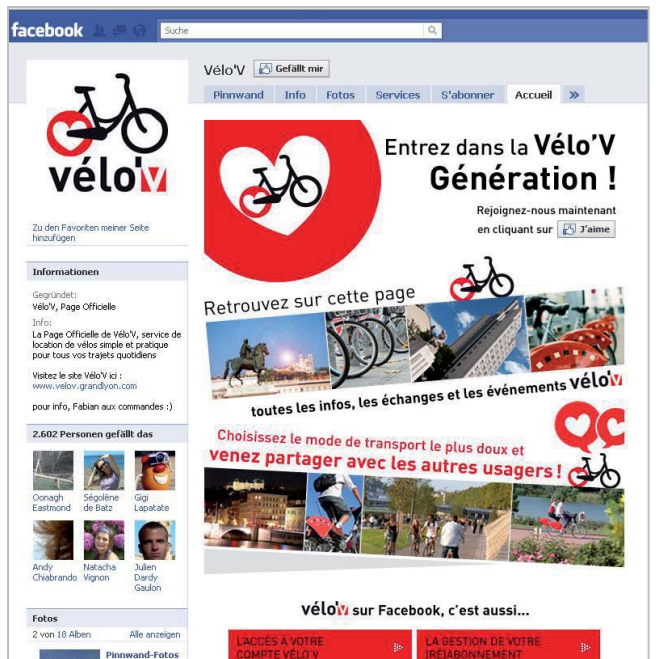 facebook
Suche
Vélo'V Gefällt mir
Pinnwand Info Fotos Services S'abonner Accueil »
vélo'v
Zu den Favoriten meiner Seite
hinzufügen
Informationen
Gegründet:
Vélo'V, Page Officielle
Info:
La Page Officielle de Vélo'V, service de
location de vélos simple et pratique
pour tous vos trajets quotidiens
Visitez le site Vélo'V ici :
www.velov.grandlyon.com
pour info, Fabian aux commandes :)
2.602 Personen gefällt das
Oonagh
Eastmond
Ségolène
de Batz
Gigi
Lapatate
Andy
Chiabrando
Natacha
Vignon
Julien
Dardy
Gaulon
Fotos
2 von 18 Alben Alle anzeigen
Pinnwand-Fotos
Entrez dans la Vélo'V
Génération !
Rejoignez-nous maintenant
en cliquant sur J'aime
Retrouvez sur cette page
toutes les infos, les échanges et les événements vélo'v
Choisissez le mode de transport le plus doux et
venez partager avec les autres usagers !
vélo'v sur Facebook, c'est aussi...
L'ACCÈS À VOTRE
COMPTE VÉLO'V
LA GESTION DE VOTRE
(RÉ)ABONNEMENT